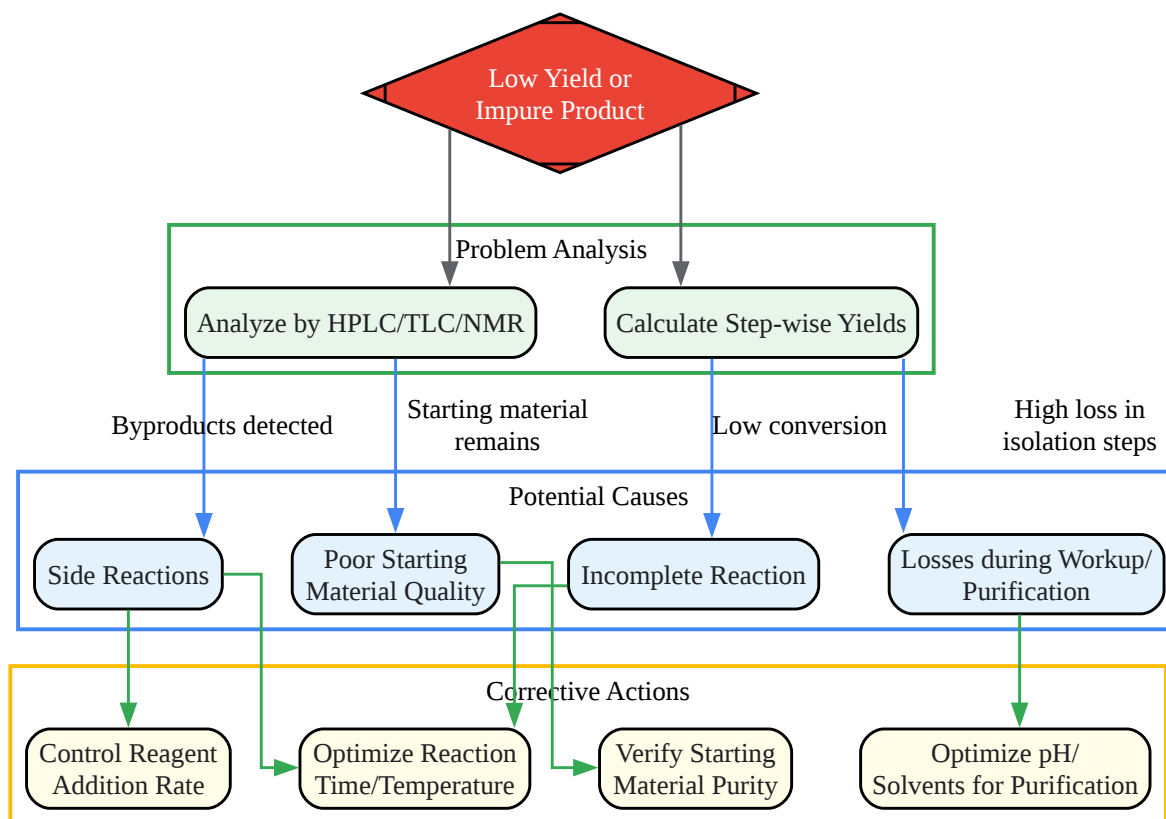 Low Yield or
Impure Product
Problem Analysis
Analyze by HPLC/TLC/NMR
Calculate Step-wise Yields
Byproducts detected
Starting material
remains
Low conversion
High loss in
isolation steps
Potential Causes
Side Reactions
Poor Starting
Material Quality
Incomplete Reaction
Losses during Workup/
Purification
Corrective Actions
Control Reagent
Addition Rate
Optimize Reaction
Time/Temperature
Verify Starting
Material Purity
Optimize pH/
Solvents for Purification